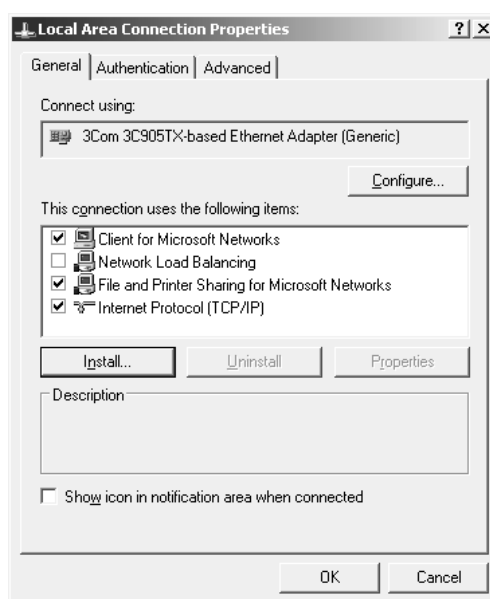 Local Area Connection Properties
General Authentication Advanced
Connect using:
3Com 3C905TX-based Ethernet Adapter (Generic)
Configure...
This connection uses the following items:
Client for Microsoft Networks
Network Load Balancing
File and Printer Sharing for Microsoft Networks
Internet Protocol (TCP/IP)
Install... Uninstall Properties
Description
Show icon in notification area when connected
OK Cancel